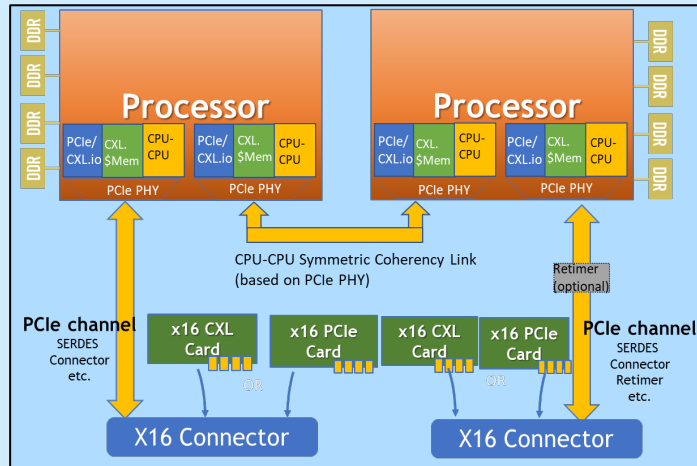 DDR
DDR
DDR
DDR
Processor
PCIe/
CXL.io
CXL.
$Mem
CPU-
CPU
PCIe/
CXL.io
CXL.
$Mem
CPU-
CPU
PCIe PHY
PCIe PHY
DDR
DDR
DDR
DDR
Processor
PCIe/
CXL.io
CXL.
$Mem
CPU-
CPU
PCIe/
CXL.io
CXL.
$Mem
CPU-
CPU
PCIe PHY
PCIe PHY
CPU-CPU Symmetric Coherency Link
(based on PCIe PHY)
Retimer
(optional)
PCIe channel
SERDES
Connector
etc.
x16 CXL
Card
OR
x16 PCIe
Card
x16 CXL
Card
OR
x16 PCIe
Card
PCIe channel
SERDES
Connector
Retimer
etc.
X16 Connector
X16 Connector